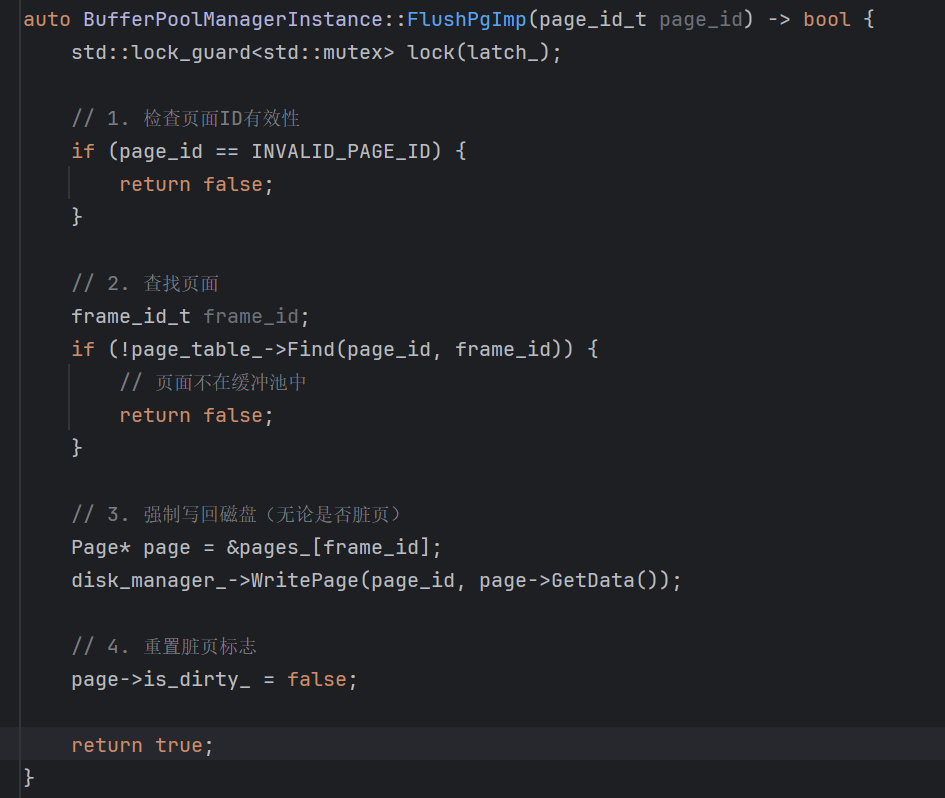 auto BufferPoolManagerInstance::FlushPgImp(page_id_t page_id) -> bool {
    std::lock_guard<std::mutex> lock(latch_);

    // 1. 检查页面ID有效性
    if (page_id == INVALID_PAGE_ID) {
        return false;
    }

    // 2. 查找页面
    frame_id_t frame_id;
    if (!page_table_->Find(page_id, frame_id)) {
        // 页面不在缓冲池中
        return false;
    }

    // 3. 强制写回磁盘（无论是否脏页）
    Page* page = &pages_[frame_id];
    disk_manager_->WritePage(page_id, page->GetData());

    // 4. 重置脏页标志
    page->is_dirty_ = false;

    return true;
}